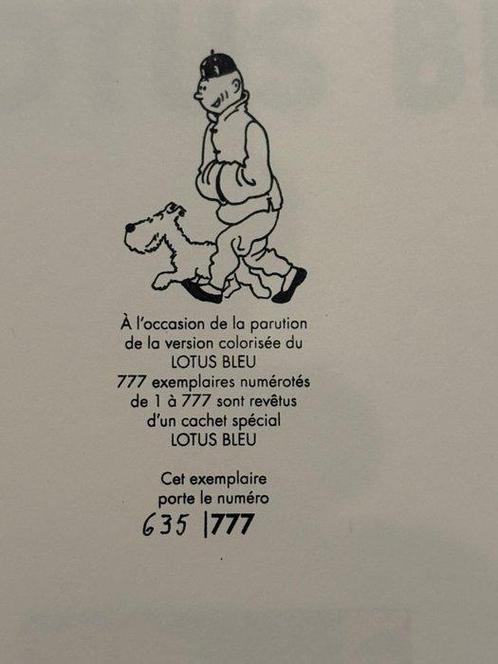 À l'occasion de la parution
de la version colorisée du
LOTUS BLEU
777 exemplaires numérotés
de 1 à 777 sont revêtus
d'un cachet spécial
LOTUS BLEU
Cet exemplaire
porte le numéro
635 |777